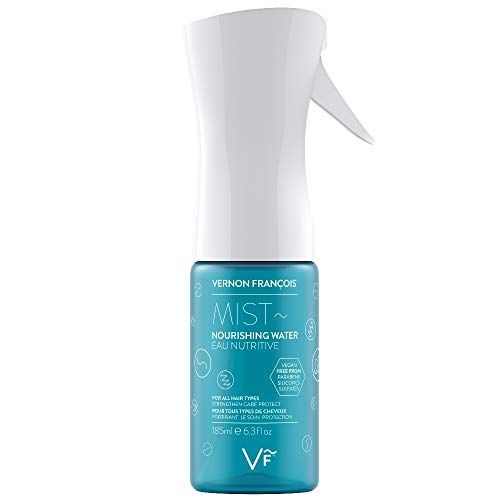 VERNON FRANÇOIS®
MIST~
NOURISHING WATER
EAU NUTRITIVE
VEGAN
FREE FROM
PARABENS
SILICONES
SULFATES
FOR ALL HAIR TYPES
STRENGTHEN CARE PROTECT
POUR TOUS TYPES DE CHEVEUX
FORTIFIANT LE SOIN PROTECTION
185ml e 6.3fl oz
VF